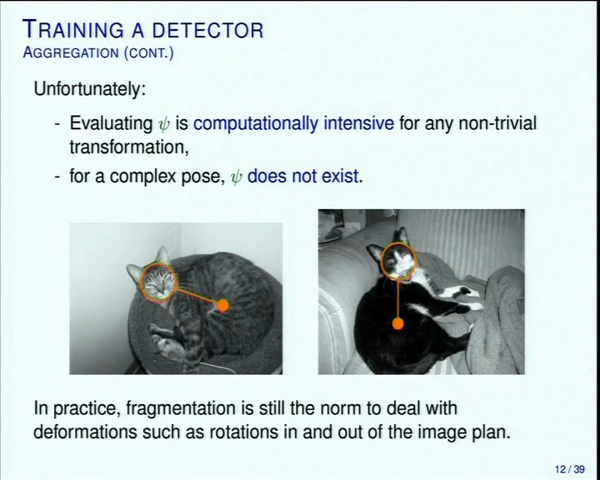 TRAINING A DETECTOR
AGGREGATION (CONT.)
Unfortunately:
- Evaluating ψ is computationally intensive for any non-trivial
transformation,
- for a complex pose, ψ does not exist.
In practice, fragmentation is still the norm to deal with
deformations such as rotations in and out of the image plan.
12 / 39